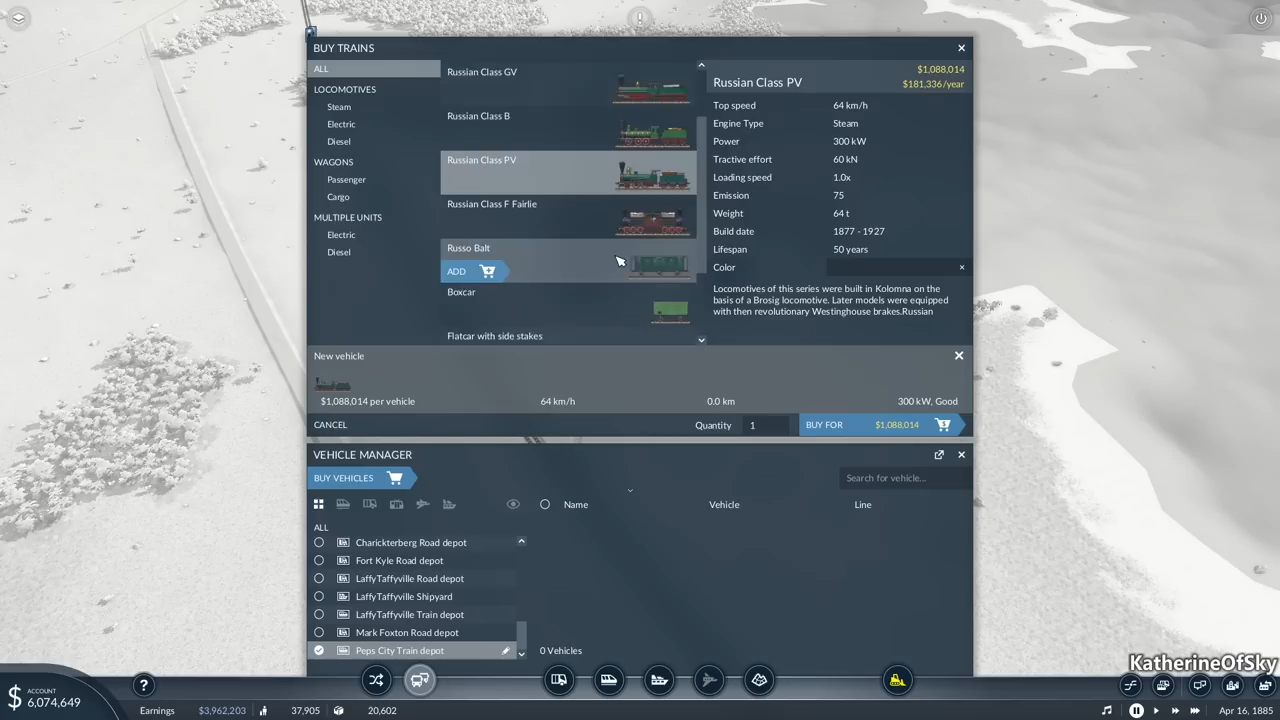 BUY TRAINS
ALL
LOCOMOTIVES
Steam
Electric
Diesel
WAGONS
Passenger
Cargo
MULTIPLE UNITS
Electric
Diesel
Russian Class GV
Russian Class B
Russian Class PV
Russian Class F Fairlie
Russo Balt
ADD
Boxcar
Flatcar with side stakes
$1,088,014
Russian Class PV
$181,336/year
Top speed 64 km/h
Engine Type Steam
Power 300 kW
Tractive effort 60 kN
Loading speed 1.0x
Emission 75
Weight 64 t
Build date 1877 - 1927
Lifespan 50 years
Color
Locomotives of this series were built in Kolomna on the
basis of a Brosig locomotive. Later models were equipped
with then revolutionary Westinghouse brakes.Russian
New vehicle
$1,088,014 per vehicle 64 km/h 0.0 km 300 kW, Good
CANCEL Quantity 1 BUY FOR $1,088,014
VEHICLE MANAGER
BUY VEHICLES
Search for vehicle...
Name Vehicle Line
ALL
Charickterberg Road depot
Fort Kyle Road depot
LaffyTaffyville Road depot
LaffyTaffyville Shipyard
LaffyTaffyville Train depot
Mark Foxton Road depot
Peps City Train depot 0 Vehicles
KatherineOfSky
$ ACCOUNT
6,074,649
?
Earnings $3,962,203 37,905 20,602
Apr 16, 1885